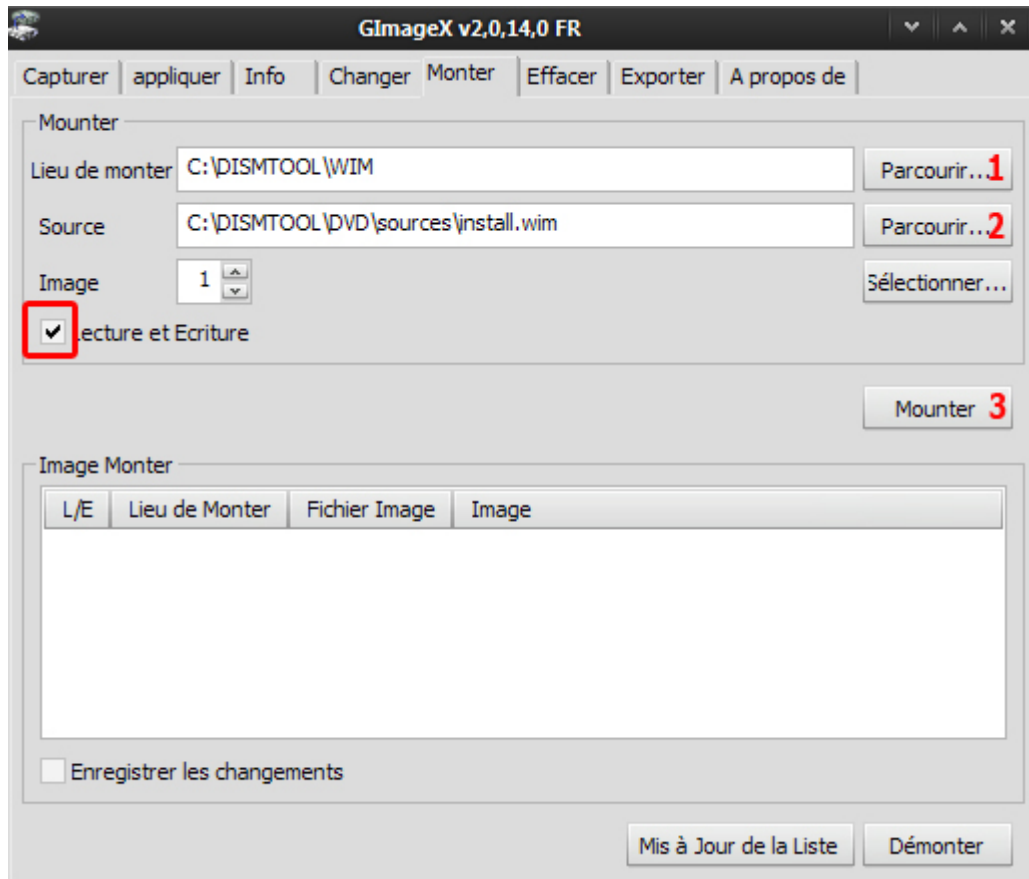 GImageX v2,0,14,0 FR
Capturer appliquer Info Changer Monter Effacer Exporter A propos de
Mounter
Lieu de monter C:\DISMTOOL\WIM Parcourir... 1
Source C:\DISMTOOL\DVD\sources\install.wim Parcourir... 2
Image 1 Sélectionner...
Lecture et Ecriture
Mounter 3
Image Monter
L/E Lieu de Monter Fichier Image Image
Enregistrer les changements
Mis à Jour de la Liste Démonter